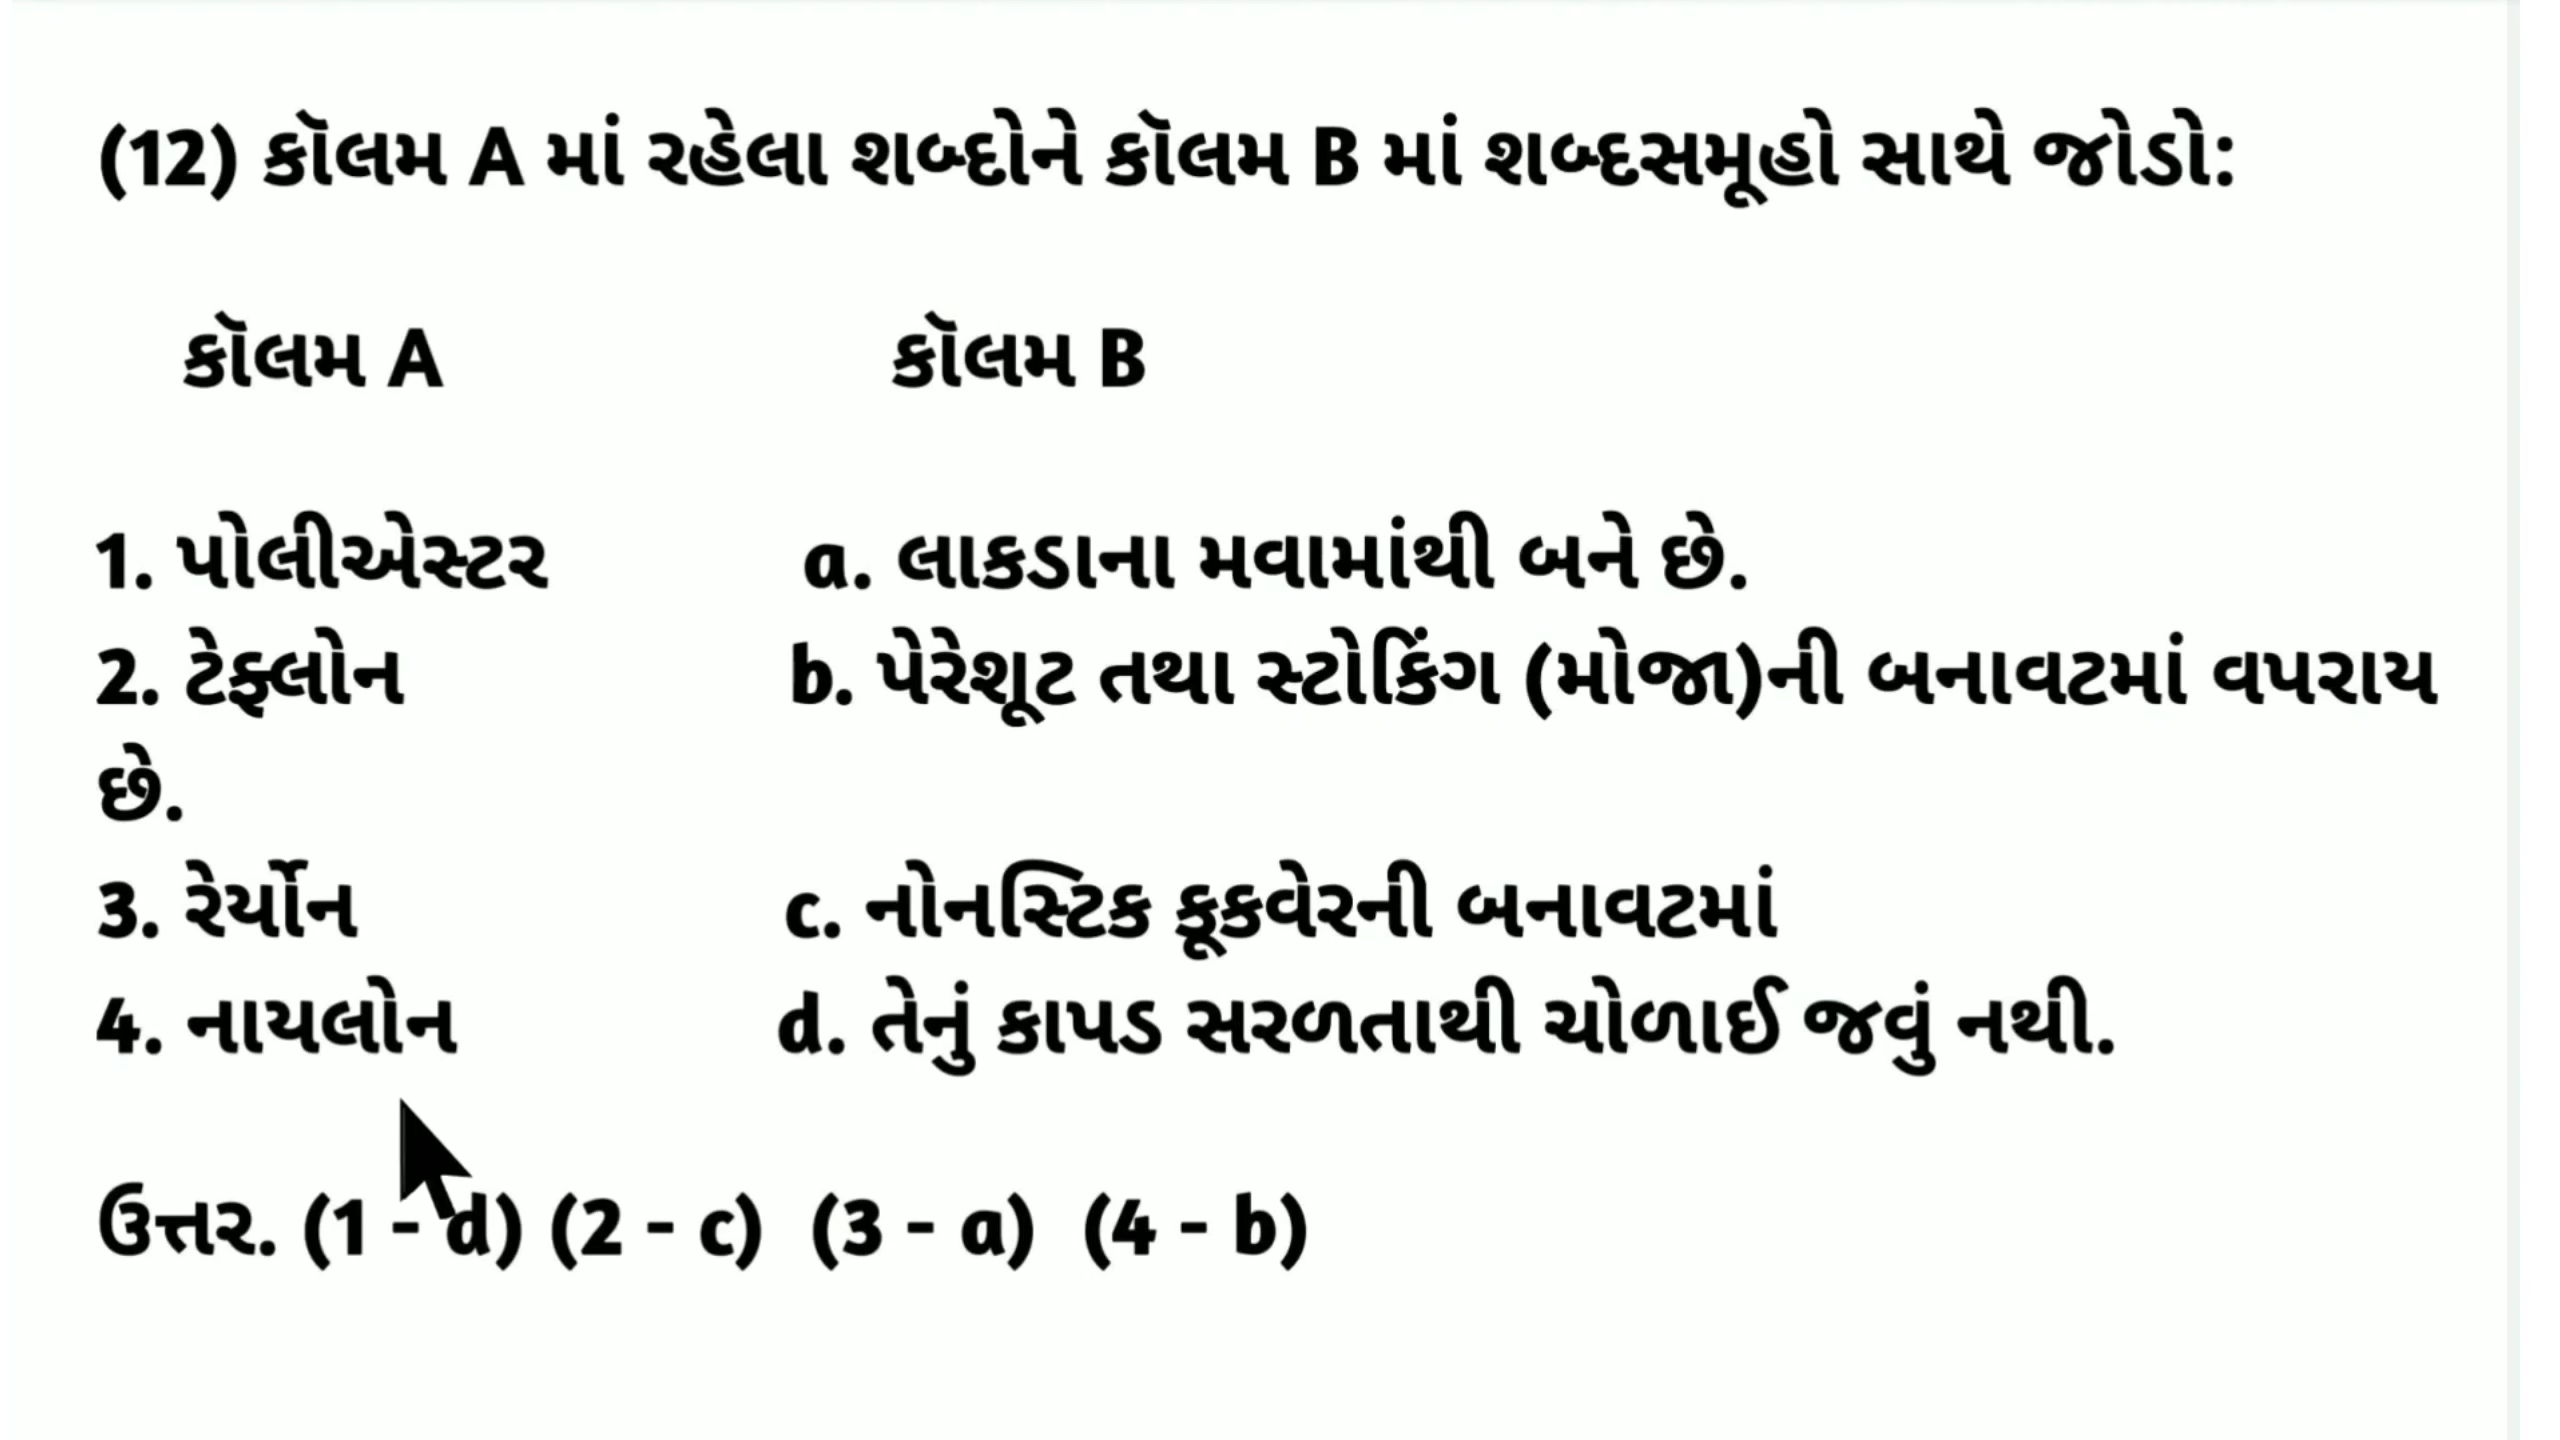 (12) કૉલમ A માં રહેલા શબ્દોને કૉલમ B માં શબ્દસમૂહો સાથે જોડો:
કૉલમ A કૉલમ B
1. પોલીએસ્ટર a. લાકડાના મવામાંથી બને છે.
2. ટેફ્લોન b. પેરેશૂટ તથા સ્ટોકિંગ (મોજા)ની બનાવટમાં વપરાય
છે.
3. રેર્યોન c. નોનસ્ટિક કૂકવેરની બનાવટમાં
4. નાયલોન d. તેનું કાપડ સરળતાથી ચોળાઈ જવું નથી.
ઉત્તર. (1 - d) (2 - c) (3 - a) (4 - b)